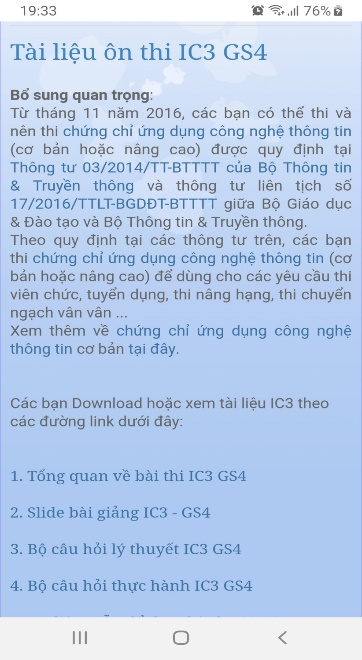 19:33
76%
Tài liệu ôn thi IC3 GS4
Bổ sung quan trọng:
Từ tháng 11 năm 2016, các bạn có thể thi và
nên thi chứng chỉ ứng dụng công nghệ thông tin
(cơ bản hoặc nâng cao) được quy định tại
Thông tư 03/2014/TT-BTTTT của Bộ Thông tin
& Truyền thông và thông tư liên tịch số
17/2016/TTLT-BGDĐT-BTTTT giữa Bộ Giáo dục
& Đào tạo và Bộ Thông tin & Truyền thông.
Theo quy định tại các thông tư trên, các bạn
thi chứng chỉ ứng dụng công nghệ thông tin (cơ
bản hoặc nâng cao) để dùng cho các yêu cầu thi
viên chức, tuyển dụng, thi nâng hạng, thi chuyển
ngạch vân vân ...
Xem thêm về chứng chỉ ứng dụng công nghệ
thông tin cơ bản tại đây.
Các bạn Download hoặc xem tài liệu IC3 theo
các đường link dưới đây:
1. Tổng quan về bài thi IC3 GS4
2. Slide bài giảng IC3 - GS4
3. Bộ câu hỏi lý thuyết IC3 GS4
4. Bộ câu hỏi thực hành IC3 GS4